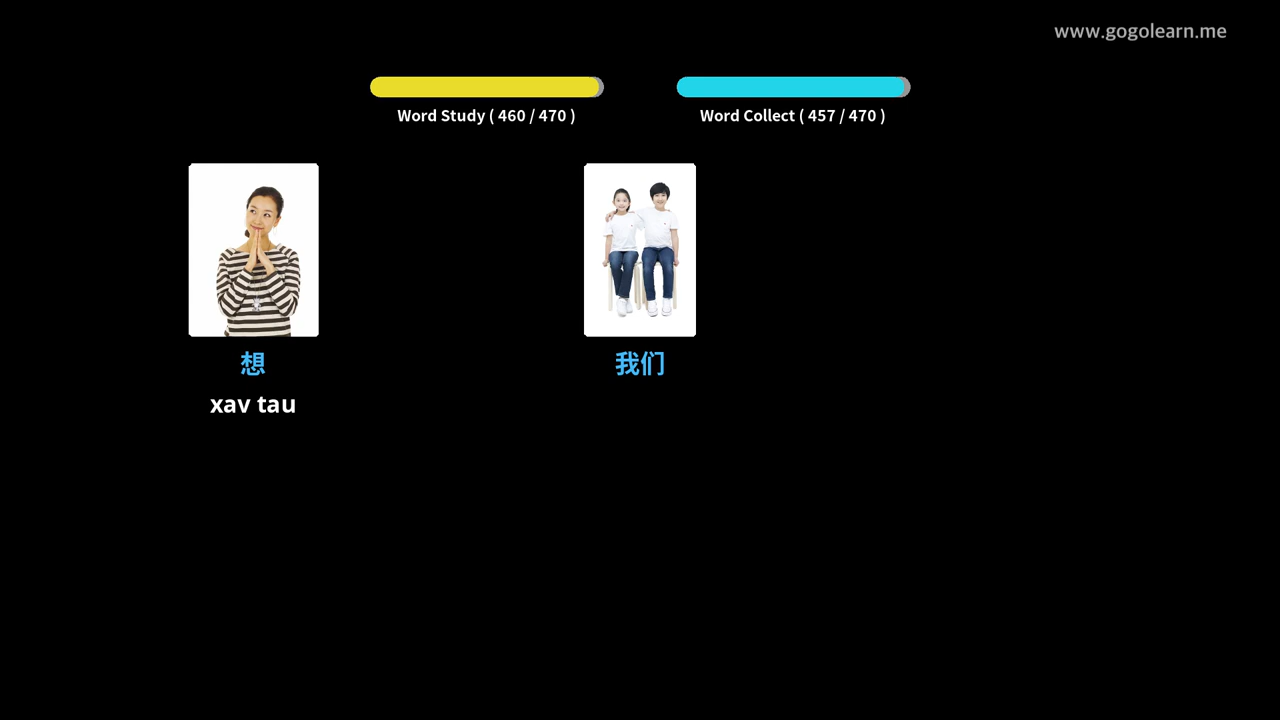 www.gogolearn.me
Word Study ( 460 / 470 )
Word Collect ( 457 / 470 )
想
我们
xav tau